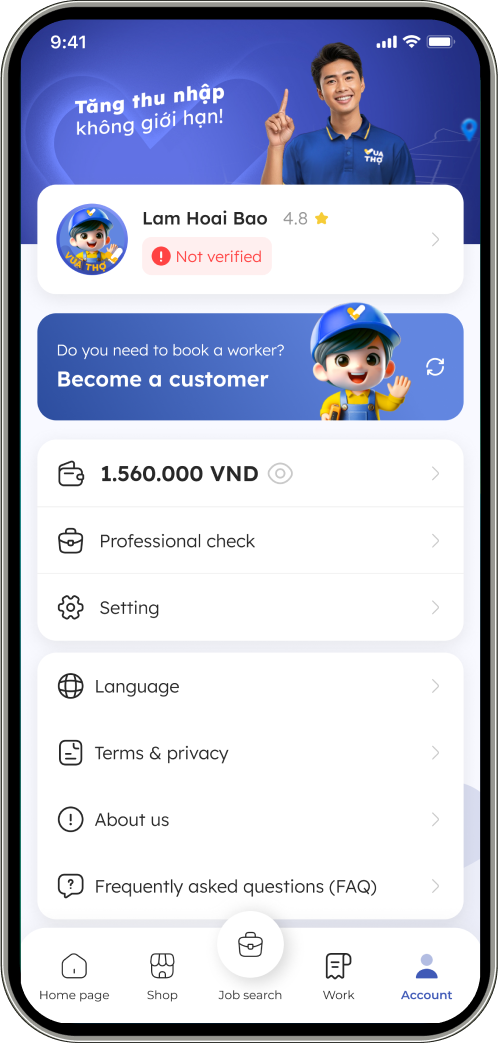 9:41
Tăng thu nhập
không giới hạn!
VUA
THỢ
Lam Hoai Bao 4.8
VUA THỢ
Not verified
Do you need to book a worker?
Become a customer
1.560.000 VND
Professional check
Setting
Language
Terms & privacy
About us
Frequently asked questions (FAQ)
Home page Shop Job search Work Account